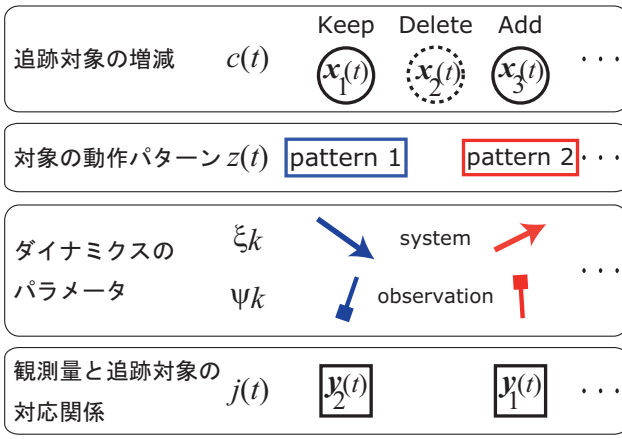 Keep Delete Add
追跡対象の増減 c(t) x₁(t) x₂(t) x₃(t) ...
対象の動作パターン z(t) pattern 1 pattern 2 ...
ダイナミクスの ξk system
パラメータ ψk observation ...
観測量と追跡対象の
対応関係 j(t) y₂(t) y₁(t) ...